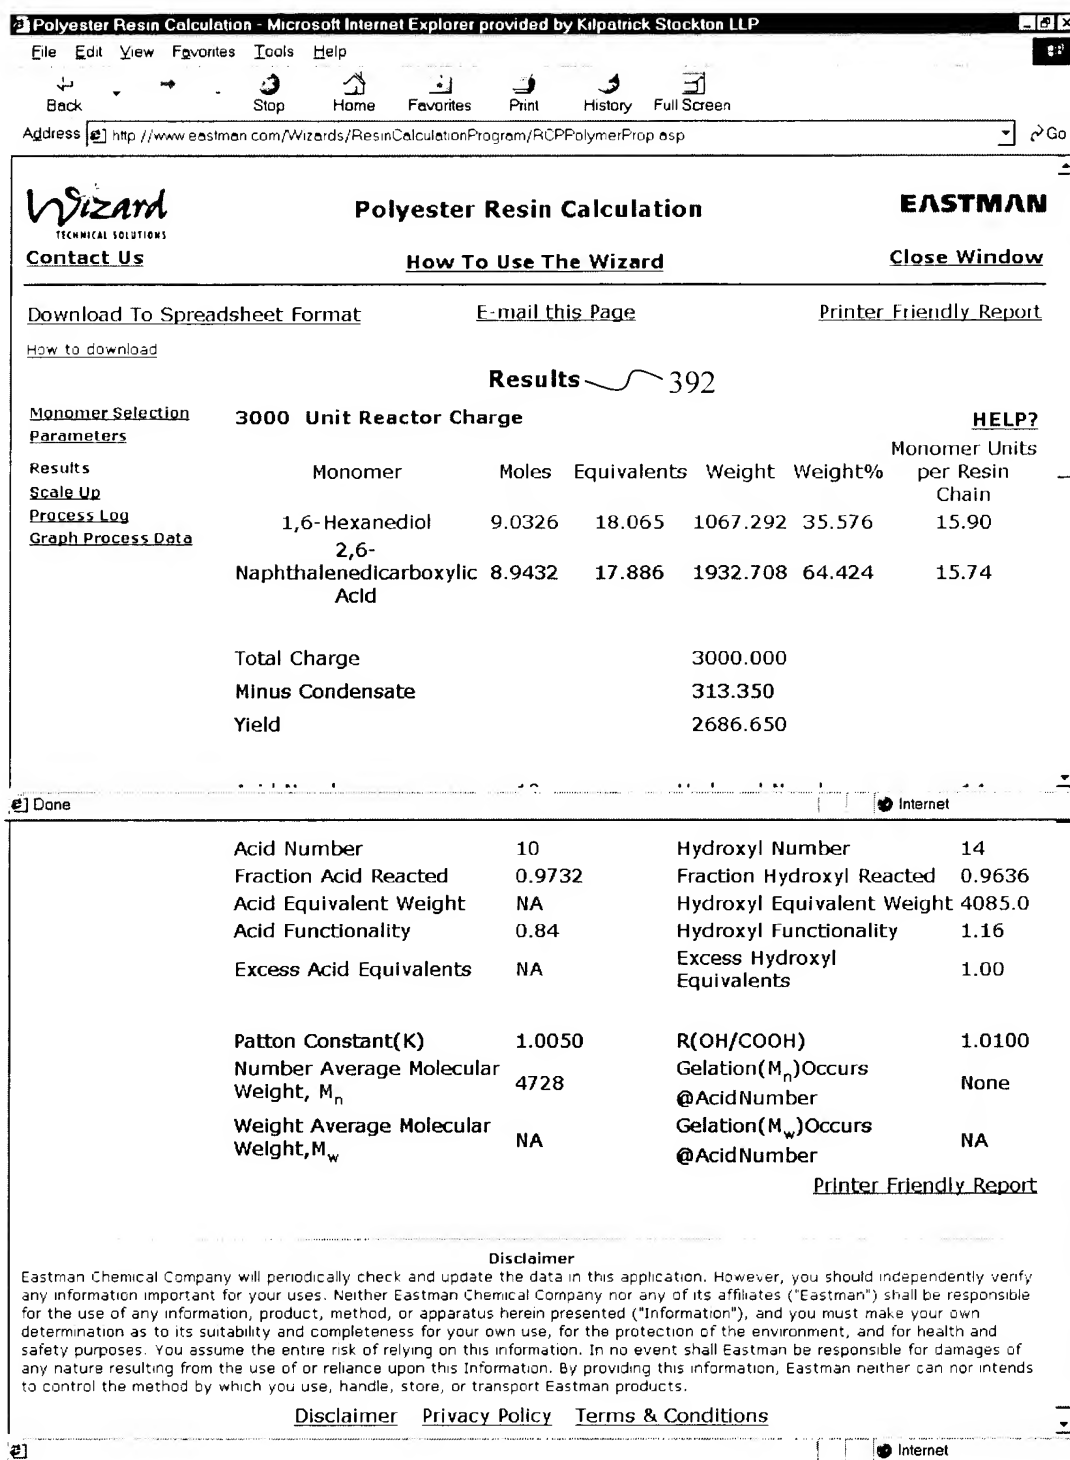 Polyester Resin Calculation - Microsoft Internet Explorer provided by Kilpatrick Stockton LLP
File Edit View Favorites Tools Help
Back Stop Home Favorites Print History Full Screen
Address http //www eastman com/Wizards/ResinCalculationProgram/RCPPolymerProp asp Go
Wizard
TECHNICAL SOLUTIONS
Polyester Resin Calculation
EASTMAN
Contact Us How To Use The Wizard Close Window
Download To Spreadsheet Format E-mail this Page Printer Friendly Report
How to download
Results 392
Monomer Selection
Parameters
Results
Scale Up
Process Log
Graph Process Data
3000 Unit Reactor Charge HELP?
Monomer Moles Equivalents Weight Weight% Monomer Units per Resin Chain
1,6-Hexanediol 9.0326 18.065 1067.292 35.576 15.90
2,6-
Naphthalenedicarboxylic 8.9432 17.886 1932.708 64.424 15.74
Acid
Total Charge 3000.000
Minus Condensate 313.350
Yield 2686.650
Done Internet
Acid Number 10 Hydroxyl Number 14
Fraction Acid Reacted 0.9732 Fraction Hydroxyl Reacted 0.9636
Acid Equivalent Weight NA Hydroxyl Equivalent Weight 4085.0
Acid Functionality 0.84 Hydroxyl Functionality 1.16
Excess Acid Equivalents NA Excess Hydroxyl Equivalents 1.00
Patton Constant(K) 1.0050 R(OH/COOH) 1.0100
Number Average Molecular Weight, Mn 4728 Gelation(Mn)Occurs @AcidNumber None
Weight Average Molecular Weight,Mw NA Gelation(Mw)Occurs @AcidNumber NA
Printer Friendly Report
Disclaimer
Eastman Chemical Company will periodically check and update the data in this application. However, you should independently verify
any information important for your uses. Neither Eastman Chemical Company nor any of its affiliates ("Eastman") shall be responsible
for the use of any information, product, method, or apparatus herein presented ("Information"), and you must make your own
determination as to its suitability and completeness for your own use, for the protection of the environment, and for health and
safety purposes. You assume the entire risk of relying on this information. In no event shall Eastman be responsible for damages of
any nature resulting from the use of or reliance upon this Information. By providing this information, Eastman neither can nor intends
to control the method by which you use, handle, store, or transport Eastman products.
Disclaimer Privacy Policy Terms & Conditions
Internet